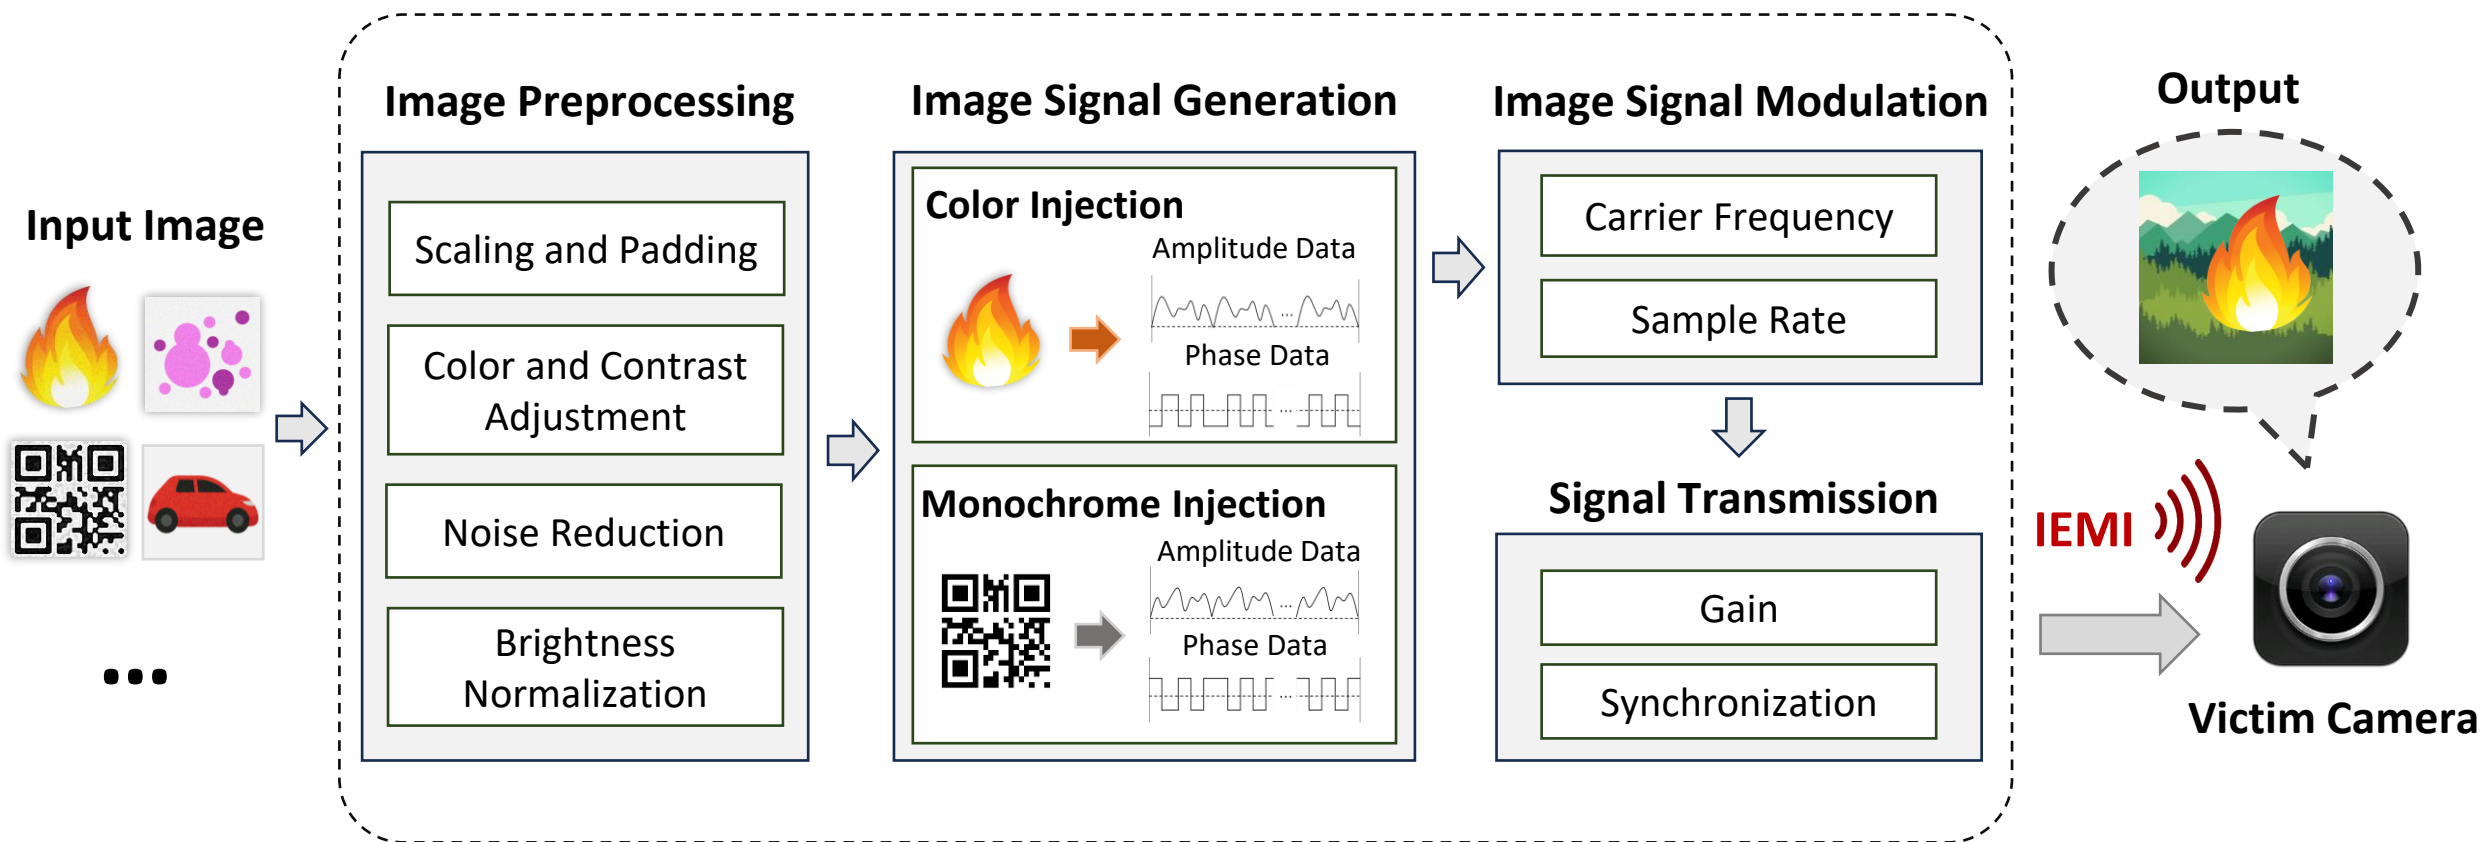 Input Image
...
Image Preprocessing
Scaling and Padding
Color and Contrast
Adjustment
Noise Reduction
Brightness
Normalization
Image Signal Generation
Color Injection
Amplitude Data
...
Phase Data
...
Monochrome Injection
Amplitude Data
...
Phase Data
...
Image Signal Modulation
Carrier Frequency
Sample Rate
Signal Transmission
Gain
Synchronization
Output
IEMI
Victim Camera